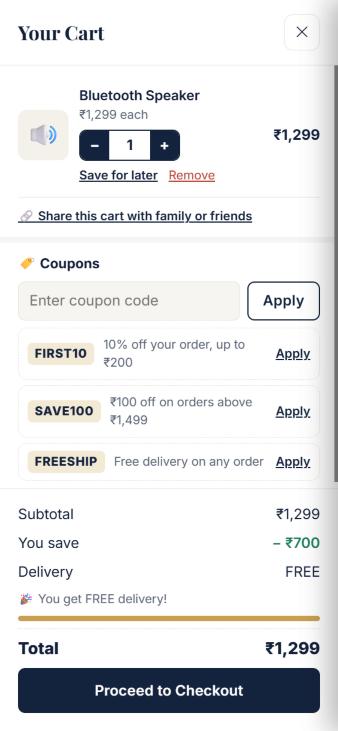 Your Cart
Bluetooth Speaker
₹1,299 each
₹1,299
− 1 +
Save for later Remove
Share this cart with family or friends
Coupons
Enter coupon code Apply
FIRST10 10% off your order, up to ₹200 Apply
SAVE100 ₹100 off on orders above ₹1,499 Apply
FREESHIP Free delivery on any order Apply
Subtotal ₹1,299
You save − ₹700
Delivery FREE
You get FREE delivery!
Total ₹1,299
Proceed to Checkout